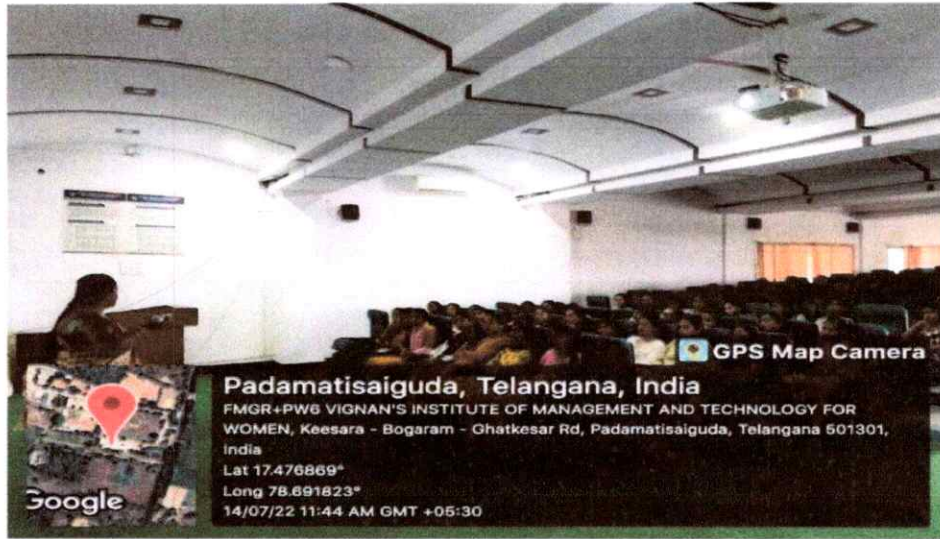 GPS Map Camera
Padamatisaiguda, Telangana, India
FMGR+PW6 VIGNAN'S INSTITUTE OF MANAGEMENT AND TECHNOLOGY FOR
WOMEN, Keesara - Bogaram - Ghatkesar Rd, Padamatisaiguda, Telangana 501301,
India
Lat 17.476869°
Long 78.691823°
14/07/22 11:44 AM GMT +05:30
Google